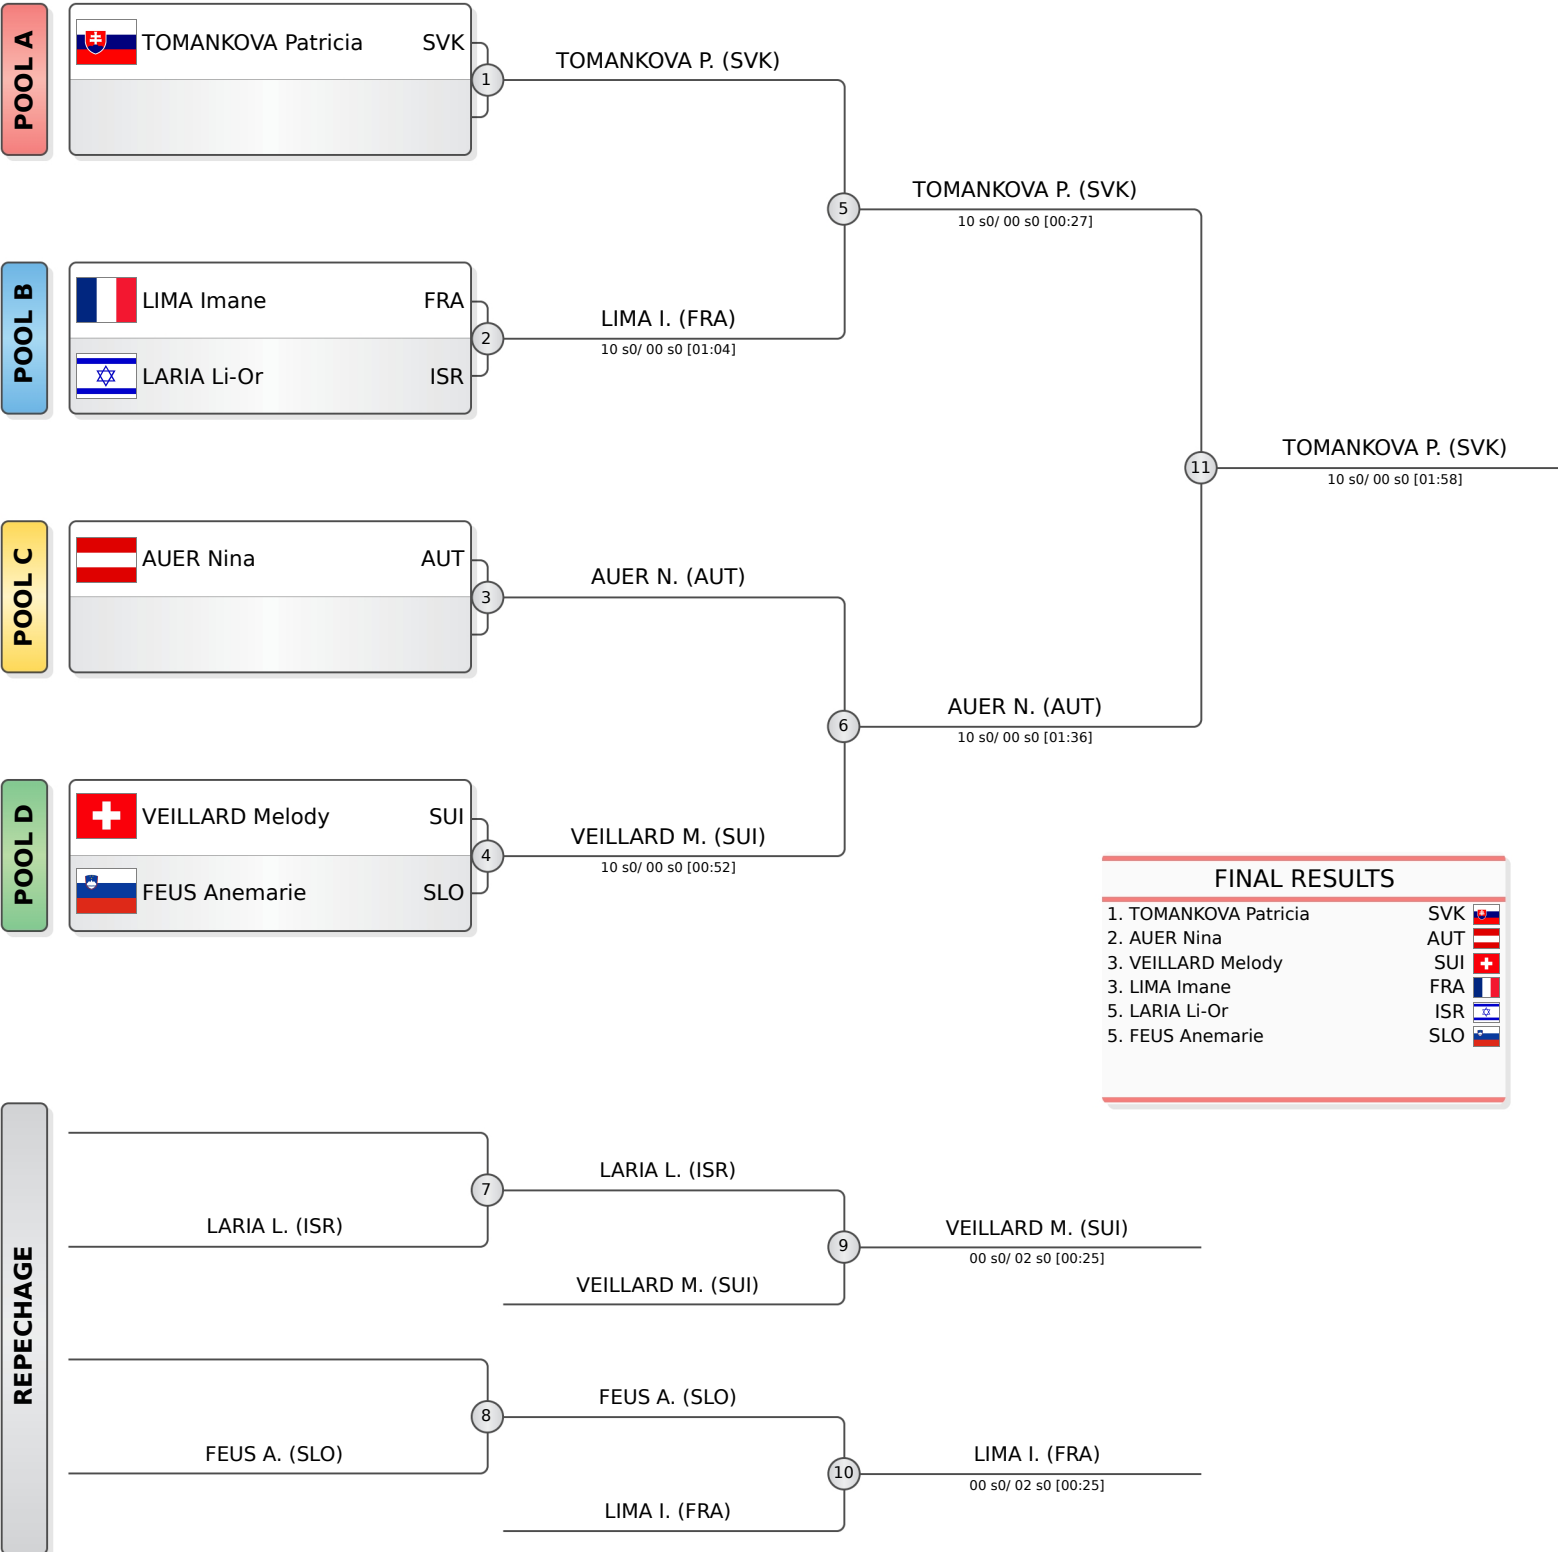 POOL A
TOMANKOVA Patricia SVK
1
TOMANKOVA P. (SVK)
5
TOMANKOVA P. (SVK)
10 s0/ 00 s0 [00:27]
POOL B
LIMA Imane FRA
LARIA Li-Or ISR
2
LIMA I. (FRA)
10 s0/ 00 s0 [01:04]
11
TOMANKOVA P. (SVK)
10 s0/ 00 s0 [01:58]
POOL C
AUER Nina AUT
3
AUER N. (AUT)
6
AUER N. (AUT)
10 s0/ 00 s0 [01:36]
POOL D
VEILLARD Melody SUI
FEUS Anemarie SLO
4
VEILLARD M. (SUI)
10 s0/ 00 s0 [00:52]
FINAL RESULTS
1. TOMANKOVA Patricia SVK
2. AUER Nina AUT
3. VEILLARD Melody SUI
3. LIMA Imane FRA
5. LARIA Li-Or ISR
5. FEUS Anemarie SLO
REPECHAGE
LARIA L. (ISR)
7
LARIA L. (ISR)
VEILLARD M. (SUI)
9
VEILLARD M. (SUI)
00 s0/ 02 s0 [00:25]
FEUS A. (SLO)
8
FEUS A. (SLO)
LIMA I. (FRA)
10
LIMA I. (FRA)
00 s0/ 02 s0 [00:25]